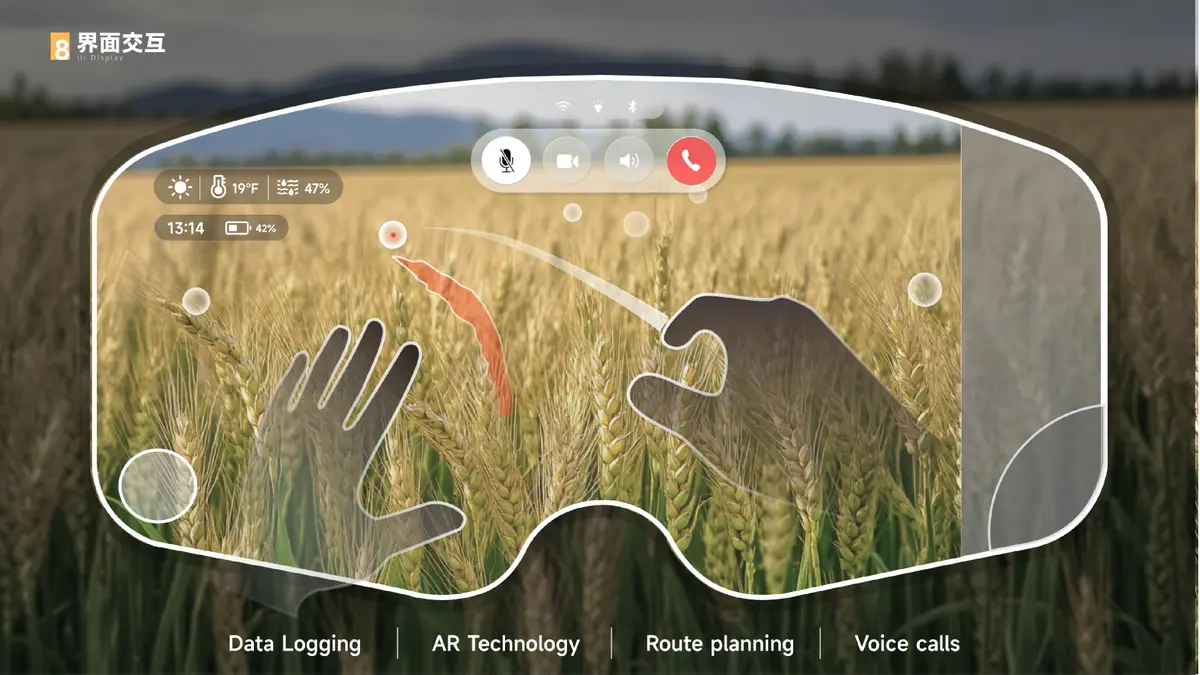 8 界面交互
UI Display
19°F 47%
13:14 42%
Data Logging
AR Technology
Route planning
Voice calls